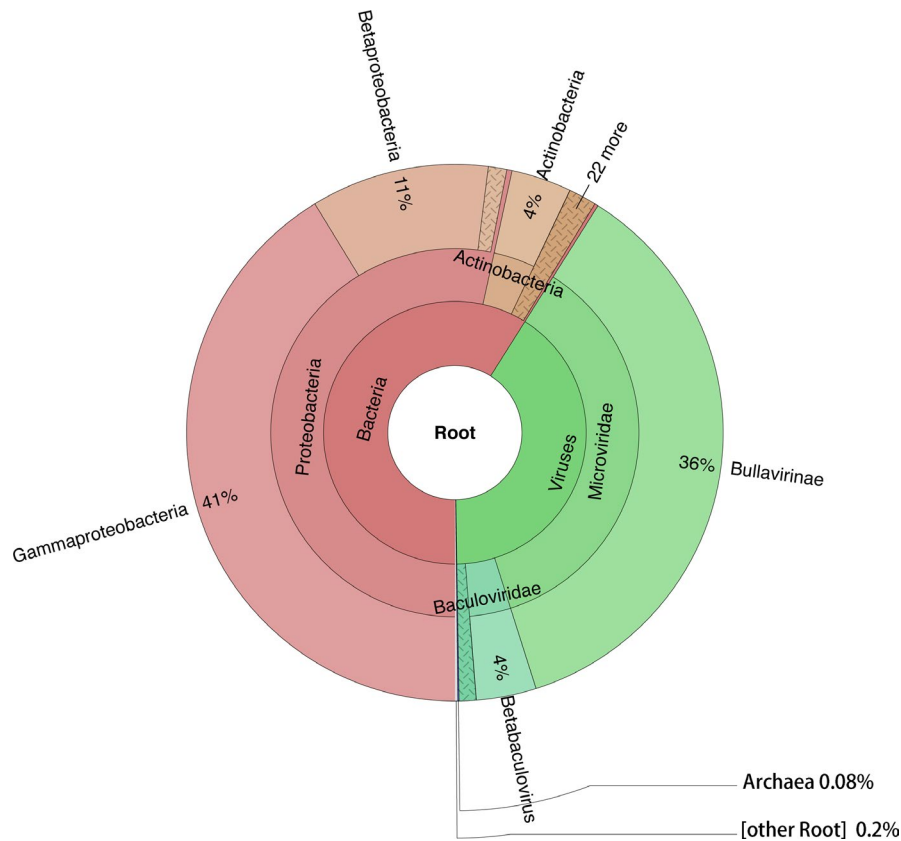 Betaproteobacteria
11%
Actinobacteria
4%
22 more
Actinobacteria
Proteobacteria
Bacteria
Root
Viruses
Microviridae
36%
Bullavirinae
Gammaproteobacteria
41%
Baculoviridae
4%
Betabaculovirus
Archaea 0.08%
[other Root] 0.2%